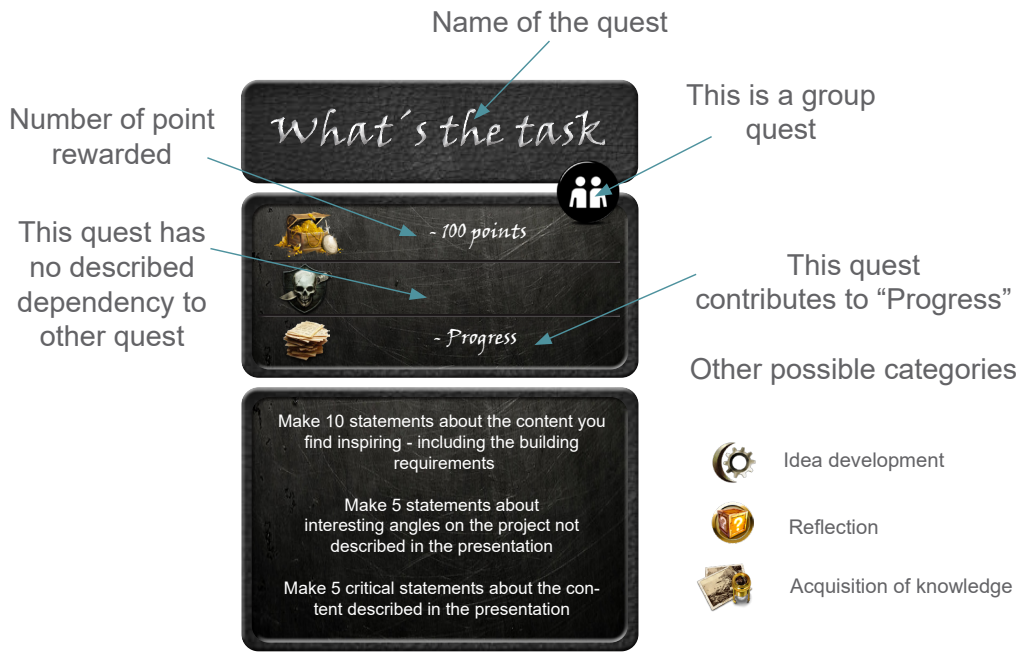 Name of the quest
This is a group
quest
Number of point
rewarded
What´s the task
- 100 points
This quest has
no described
dependency to
other quest
This quest
contributes to “Progress”
- Progress
Other possible categories
Make 10 statements about the content you
find inspiring - including the building
requirements
Make 5 statements about
interesting angles on the project not
described in the presentation
Make 5 critical statements about the con-
tent described in the presentation
Idea development
Reflection
Acquisition of knowledge